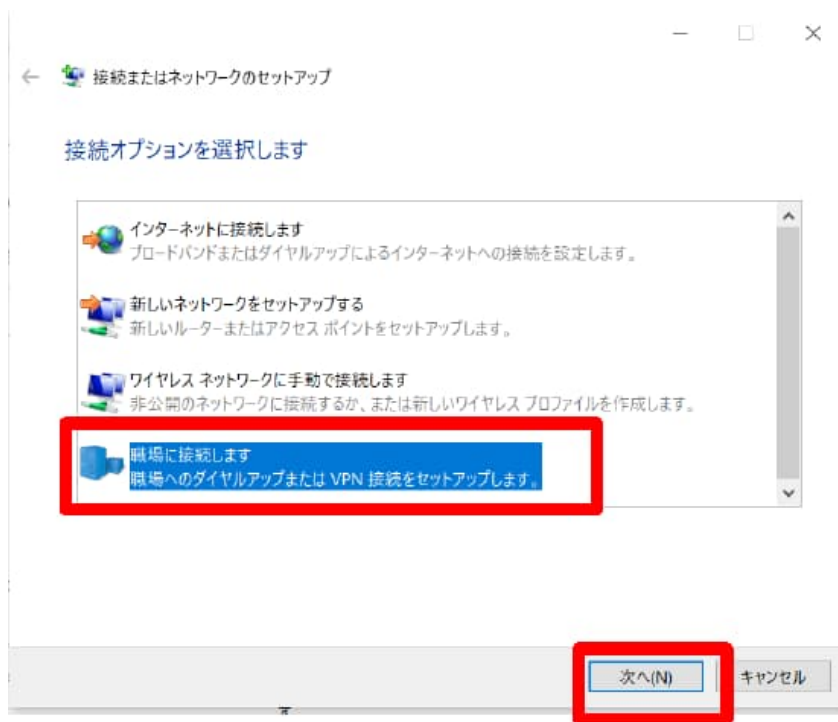 接続またはネットワークのセットアップ
接続オプションを選択します
インターネットに接続します
ブロードバンドまたはダイヤルアップによるインターネットへの接続を設定します。
新しいネットワークをセットアップする
新しいルーターまたはアクセス ポイントをセットアップします。
ワイヤレス ネットワークに手動で接続します
非公開のネットワークに接続するか、または新しいワイヤレス プロファイルを作成します。
職場に接続します
職場へのダイヤルアップまたは VPN 接続をセットアップします。
次へ(N)
キャンセル